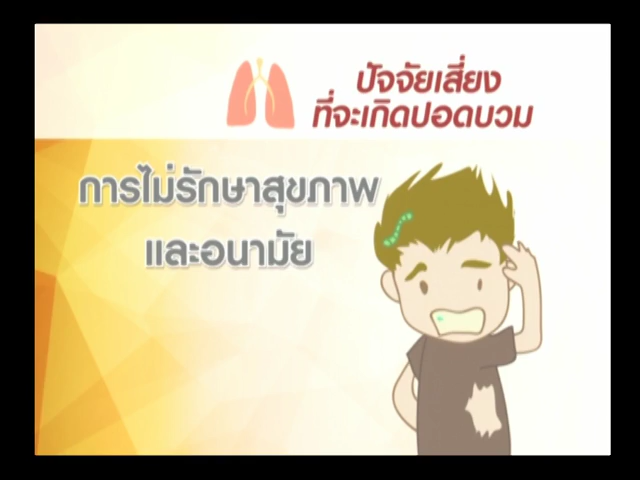 ปัจจัยเสี่ยง
ที่จะเกิดปอดบวม
การไม่รักษาสุขภาพ
และอนามัย